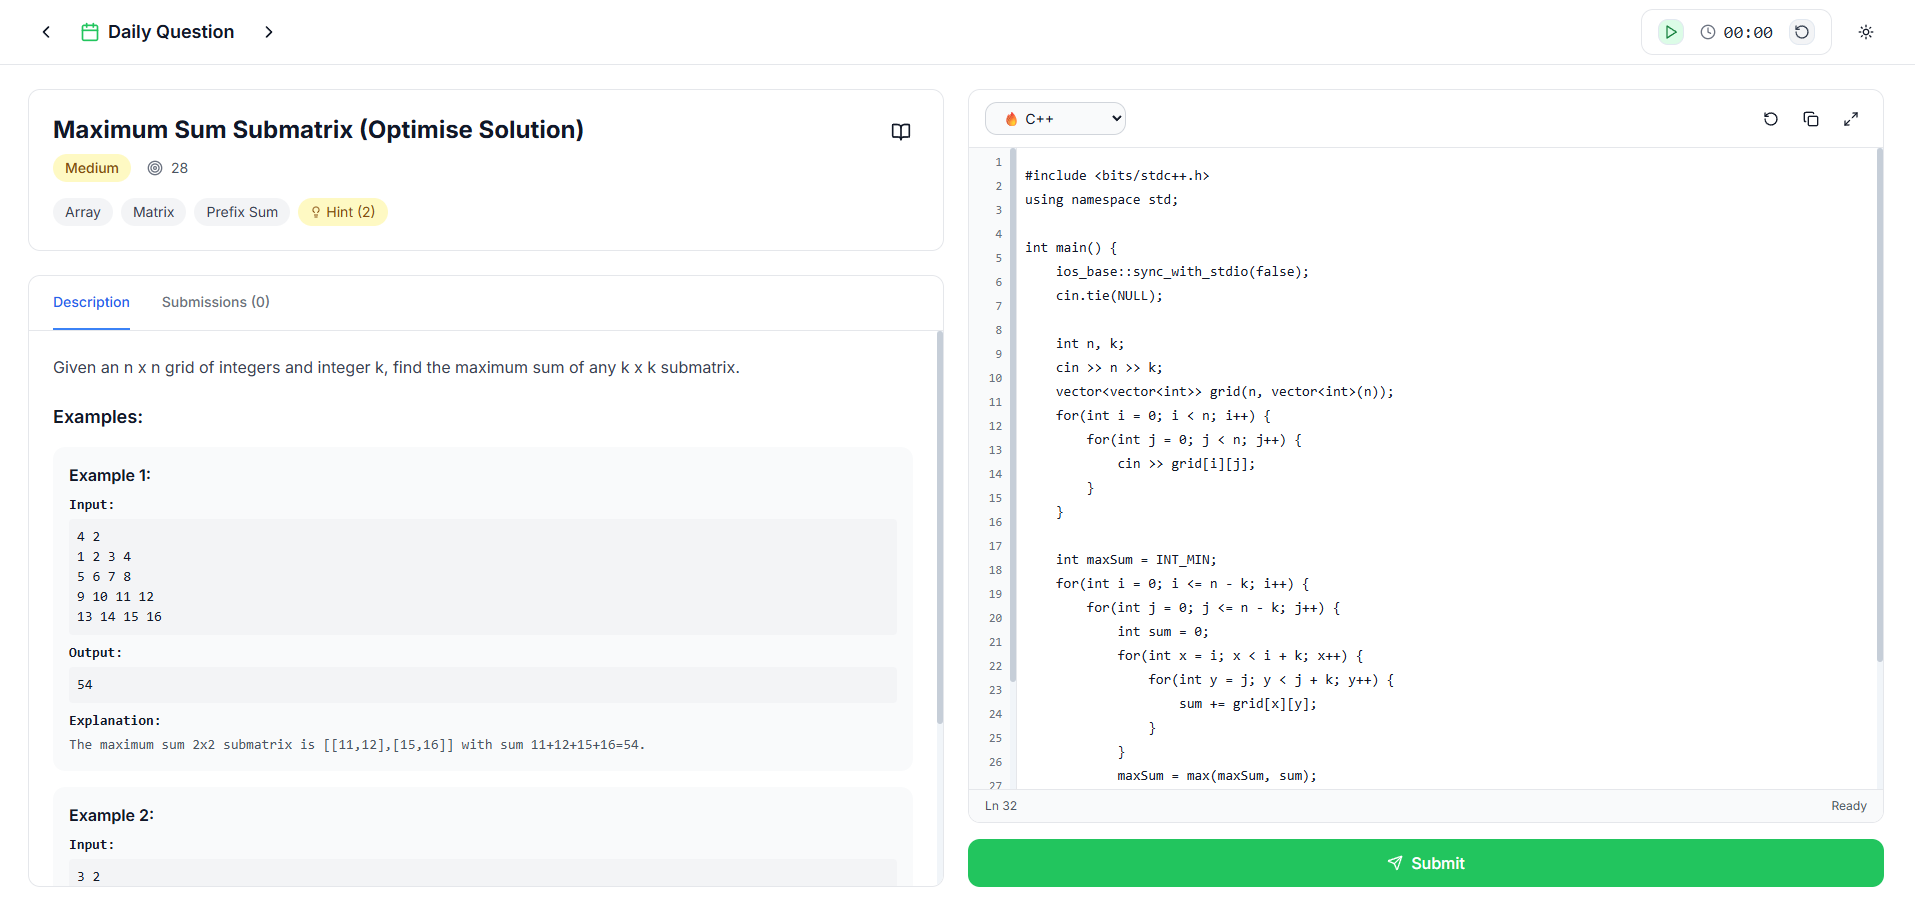 Daily Question
00:00
Maximum Sum Submatrix (Optimise Solution)
Medium 28
Array Matrix Prefix Sum Hint (2)
Description Submissions (0)
Given an n x n grid of integers and integer k, find the maximum sum of any k x k submatrix.
Examples:
Example 1:
Input:
4 2
1 2 3 4
5 6 7 8
9 10 11 12
13 14 15 16
Output:
54
Explanation:
The maximum sum 2x2 submatrix is [[11,12],[15,16]] with sum 11+12+15+16=54.
Example 2:
Input:
3 2
C++
1
2
3
4
5
6
7
8
9
10
11
12
13
14
15
16
17
18
19
20
21
22
23
24
25
26
27
#include <bits/stdc++.h>
using namespace std;
int main() {
    ios_base::sync_with_stdio(false);
    cin.tie(NULL);
    int n, k;
    cin >> n >> k;
    vector<vector<int>> grid(n, vector<int>(n));
    for(int i = 0; i < n; i++) {
        for(int j = 0; j < n; j++) {
            cin >> grid[i][j];
        }
    }
    int maxSum = INT_MIN;
    for(int i = 0; i <= n - k; i++) {
        for(int j = 0; j <= n - k; j++) {
            int sum = 0;
            for(int x = i; x < i + k; x++) {
                for(int y = j; y < j + k; y++) {
                    sum += grid[x][y];
                }
            }
            maxSum = max(maxSum, sum);
Ln 32 Ready
Submit